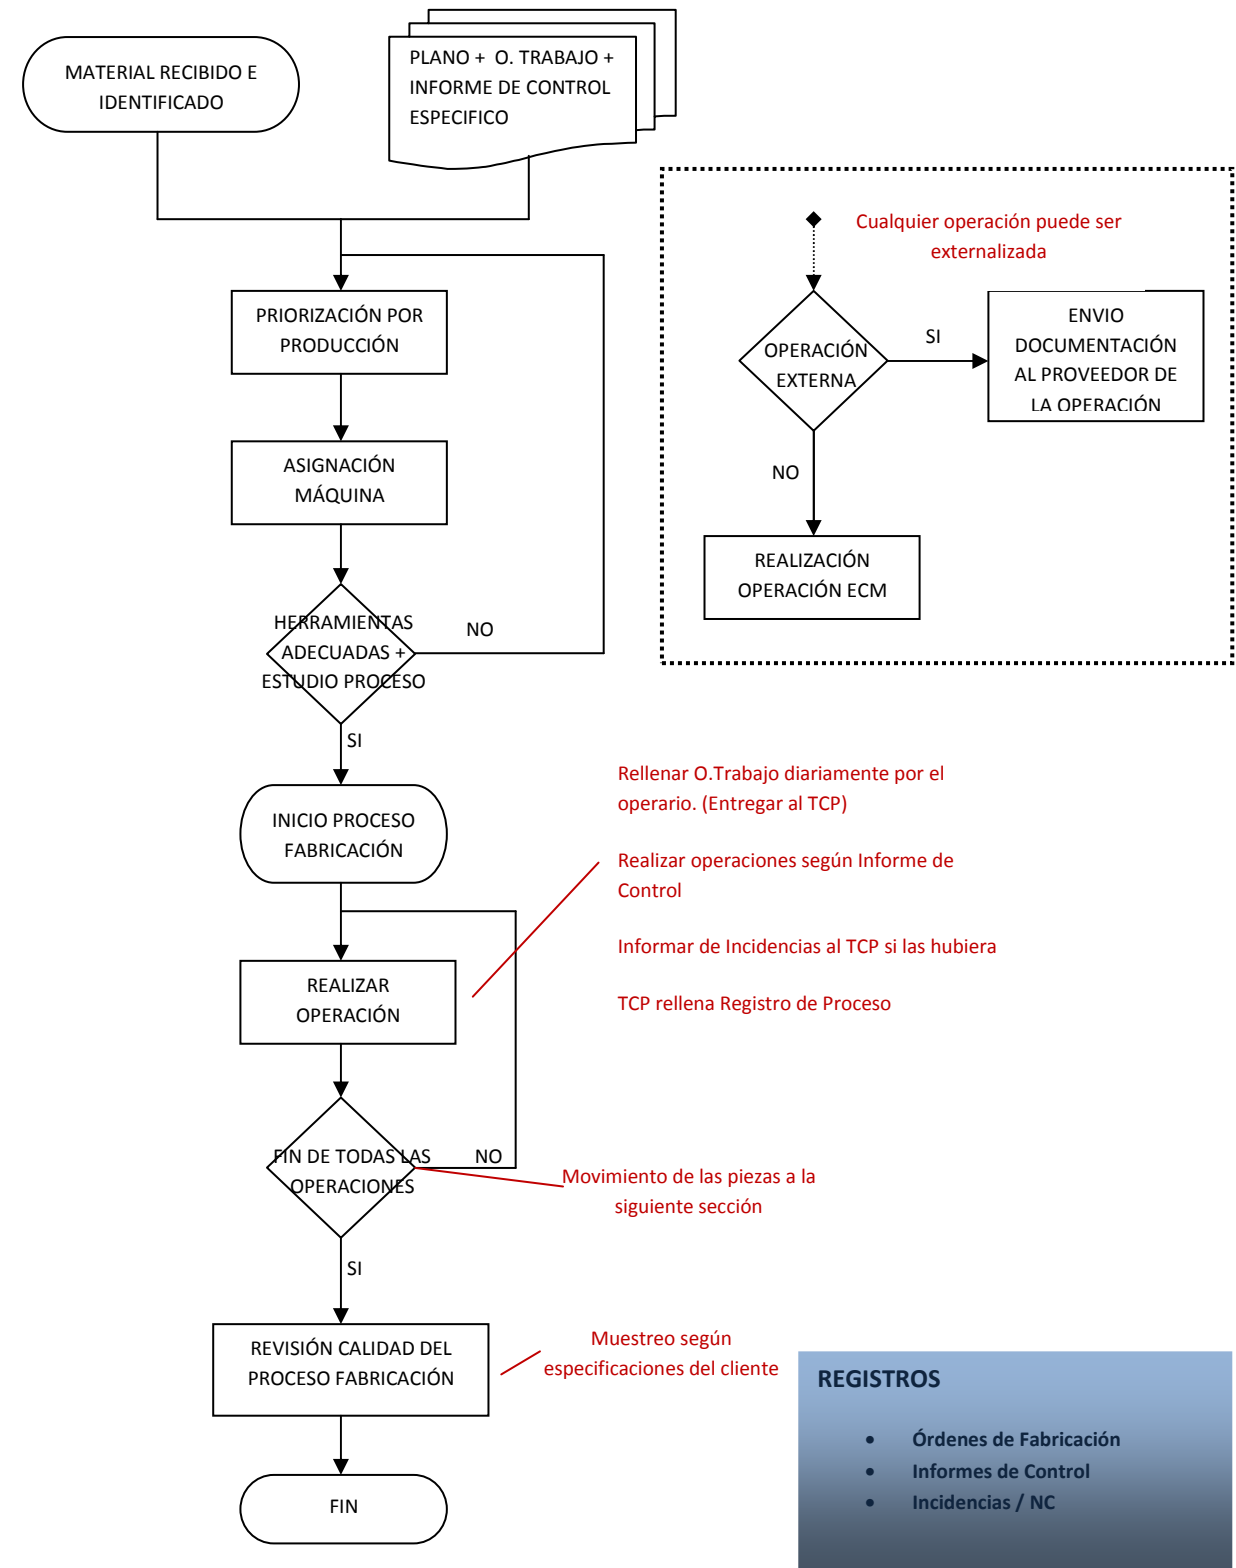 MATERIAL RECIBIDO E
IDENTIFICADO
PLANO + O. TRABAJO +
INFORME DE CONTROL
ESPECIFICO
Cualquier operación puede ser
externalizada
PRIORIZACIÓN POR
PRODUCCIÓN
OPERACIÓN
EXTERNA
SI
ENVIO
DOCUMENTACIÓN
AL PROVEEDOR DE
LA OPERACIÓN
NO
ASIGNACIÓN
MÁQUINA
REALIZACIÓN
OPERACIÓN ECM
HERRAMIENTAS
ADECUADAS +
ESTUDIO PROCESO
NO
SI
INICIO PROCESO
FABRICACIÓN
Rellenar O.Trabajo diariamente por el
operario. (Entregar al TCP)
Realizar operaciones según Informe de
Control
Informar de Incidencias al TCP si las hubiera
TCP rellena Registro de Proceso
REALIZAR
OPERACIÓN
FIN DE TODAS LAS
OPERACIONES
NO
Movimiento de las piezas a la
siguiente sección
SI
REVISIÓN CALIDAD DEL
PROCESO FABRICACIÓN
Muestreo según
especificaciones del cliente
FIN
REGISTROS
• Órdenes de Fabricación
• Informes de Control
• Incidencias / NC